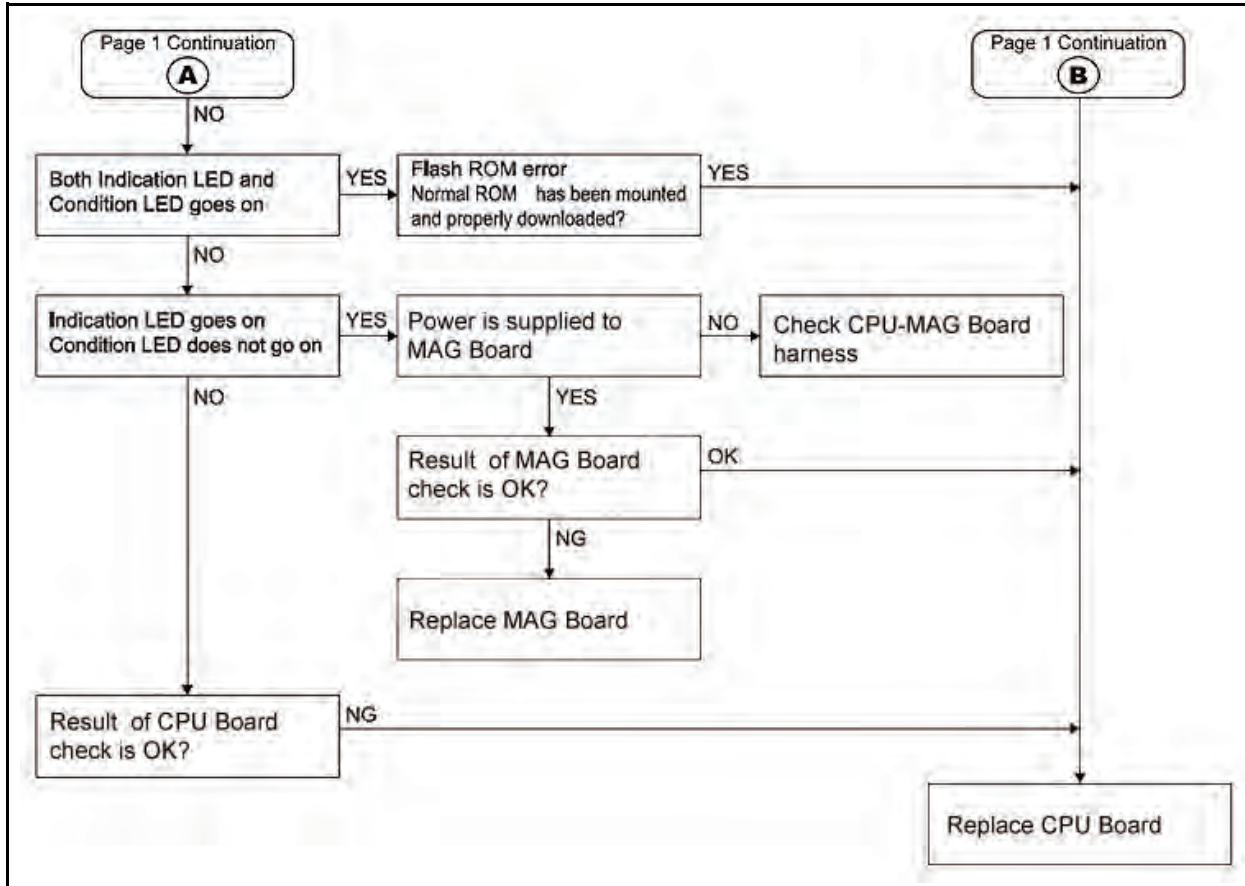 Page 1 Continuation
A
Page 1 Continuation
B
NO
Both Indication LED and
Condition LED goes on
YES
Flash ROM error
Normal ROM has been mounted
and properly downloaded?
YES
NO
Indication LED goes on
Condition LED does not go on
YES
Power is supplied to
MAG Board
NO
Check CPU-MAG Board
harness
NO
YES
Result of MAG Board
check is OK?
OK
NG
Replace MAG Board
Result of CPU Board
check is OK?
NG
Replace CPU Board